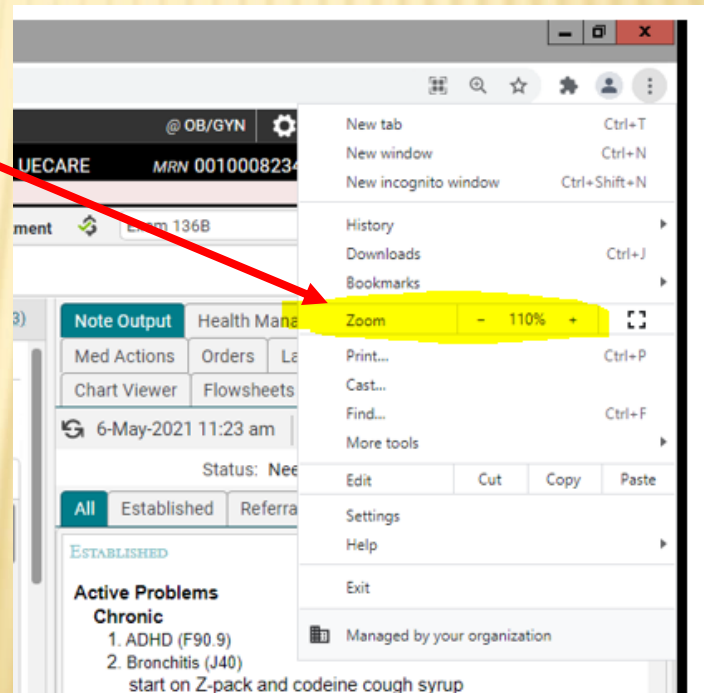 @ OB/GYN
UECARE MRN 0010008234
ment Exam 136B
3) Note Output Health Mana
Med Actions Orders La
Chart Viewer Flowsheets
6-May-2021 11:23 am
Status: Nee
All Established Referra
ESTABLISHED
Active Problems
Chronic
1. ADHD (F90.9)
2. Bronchitis (J40)
start on Z-pack and codeine cough syrup
New tab Ctrl+T
New window Ctrl+N
New incognito window Ctrl+Shift+N
History
Downloads Ctrl+J
Bookmarks
Zoom - 110% +
Print... Ctrl+P
Cast...
Find... Ctrl+F
More tools
Edit Cut Copy Paste
Settings
Help
Exit
Managed by your organization